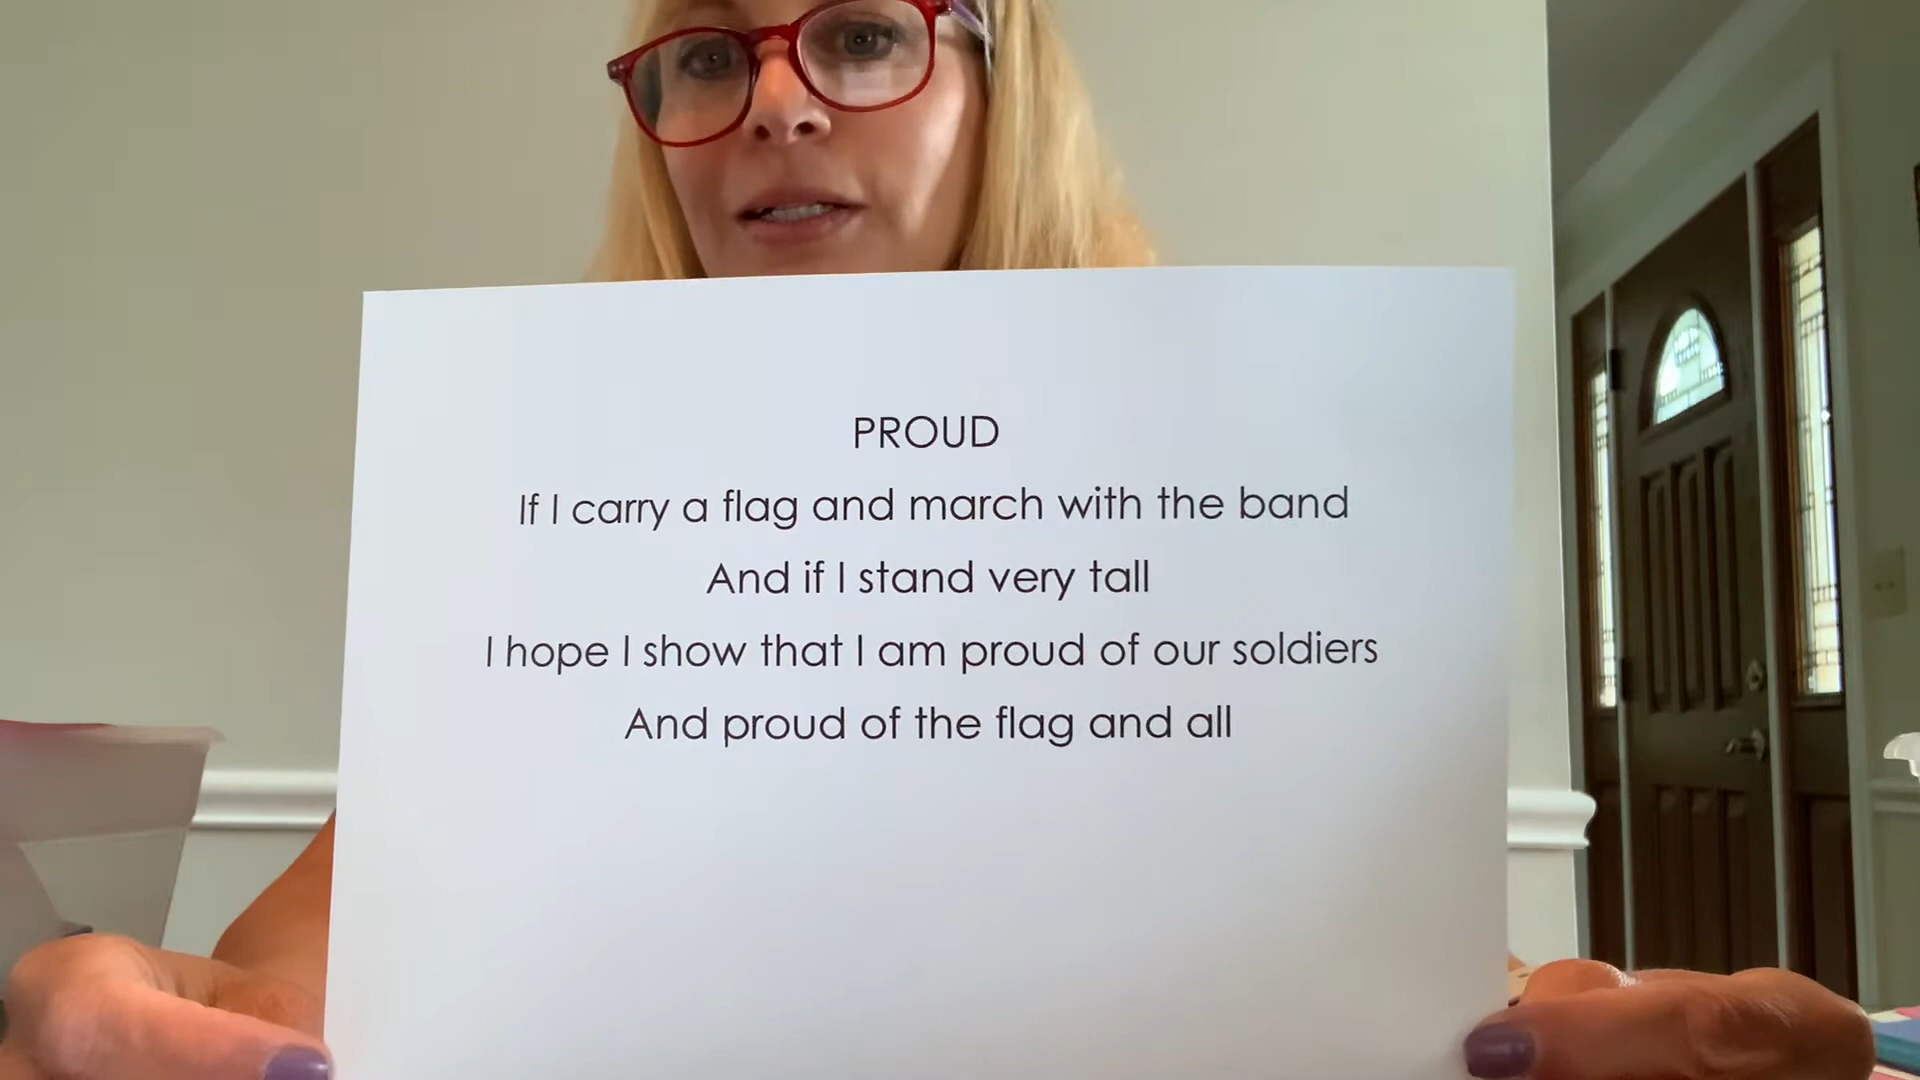 PROUD
If I carry a flag and march with the band
And if I stand very tall
I hope I show that I am proud of our soldiers
And proud of the flag and all